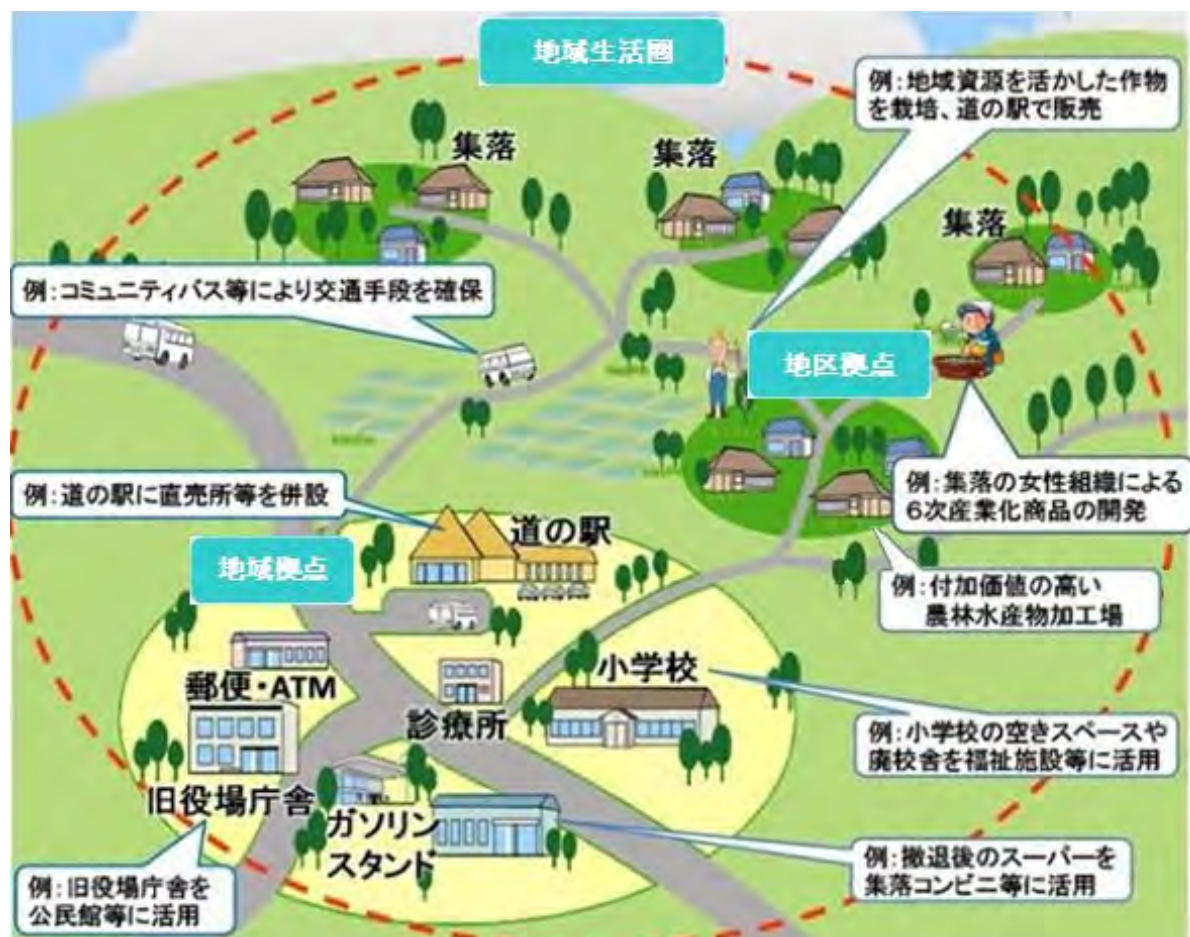 地域生活圏
例：地域資源を活かした作物
を栽培、道の駅で販売
集落
集落
集落
例：コミュニティバス等により交通手段を確保
地区拠点
例：集落の女性組織による
６次産業化商品の開発
例：道の駅に直売所等を併設
道の駅
地域拠点
例：付加価値の高い
農林水産物加工場
小学校
郵便・ATM
診療所
例：小学校の空きスペースや
廃校舎を福祉施設等に活用
旧役場庁舎
ガソリン
スタンド
例：撤退後のスーパーを
集落コンビニ等に活用
例：旧役場庁舎を
公民館等に活用